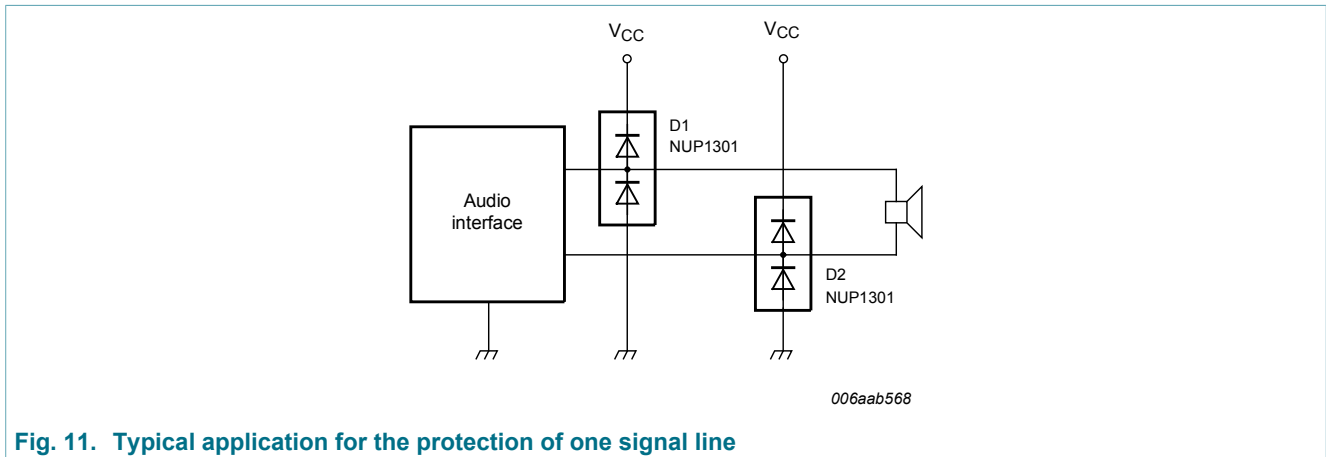 VCC
VCC
D1
NUP1301
Audio
interface
D2
NUP1301
006aab568
Fig. 11. Typical application for the protection of one signal line